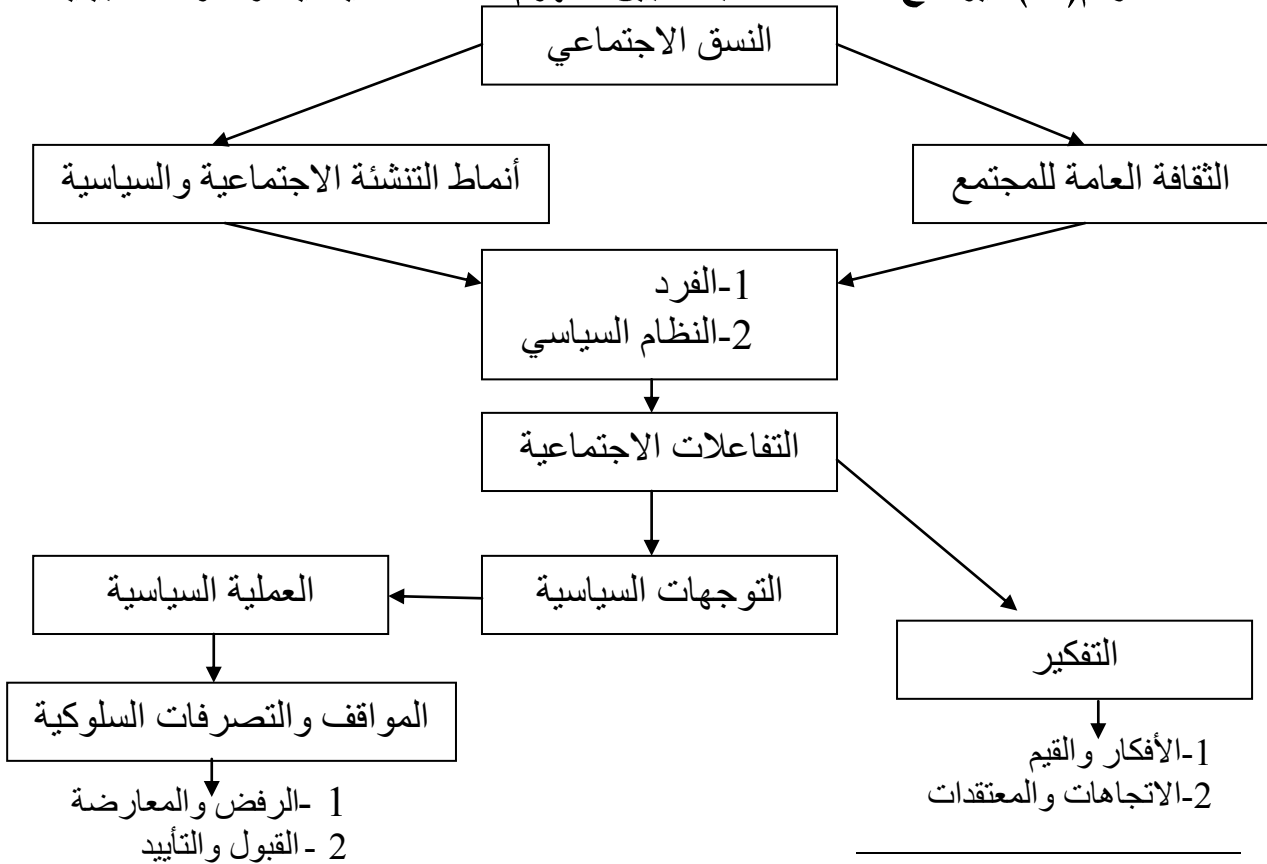 النسق الاجتماعي
الثقافة العامة للمجتمع
أنماط التنشئة الاجتماعية والسياسية
1-الفرد
2-النظام السياسي
التفاعلات الاجتماعية
التوجهات السياسية
العملية السياسية
التفكير
المواقف والتصرفات السلوكية
1-الأفكار والقيم
2-الاتجاهات والمعتقدات
1 -الرفض والمعارضة
2 - القبول والتأييد